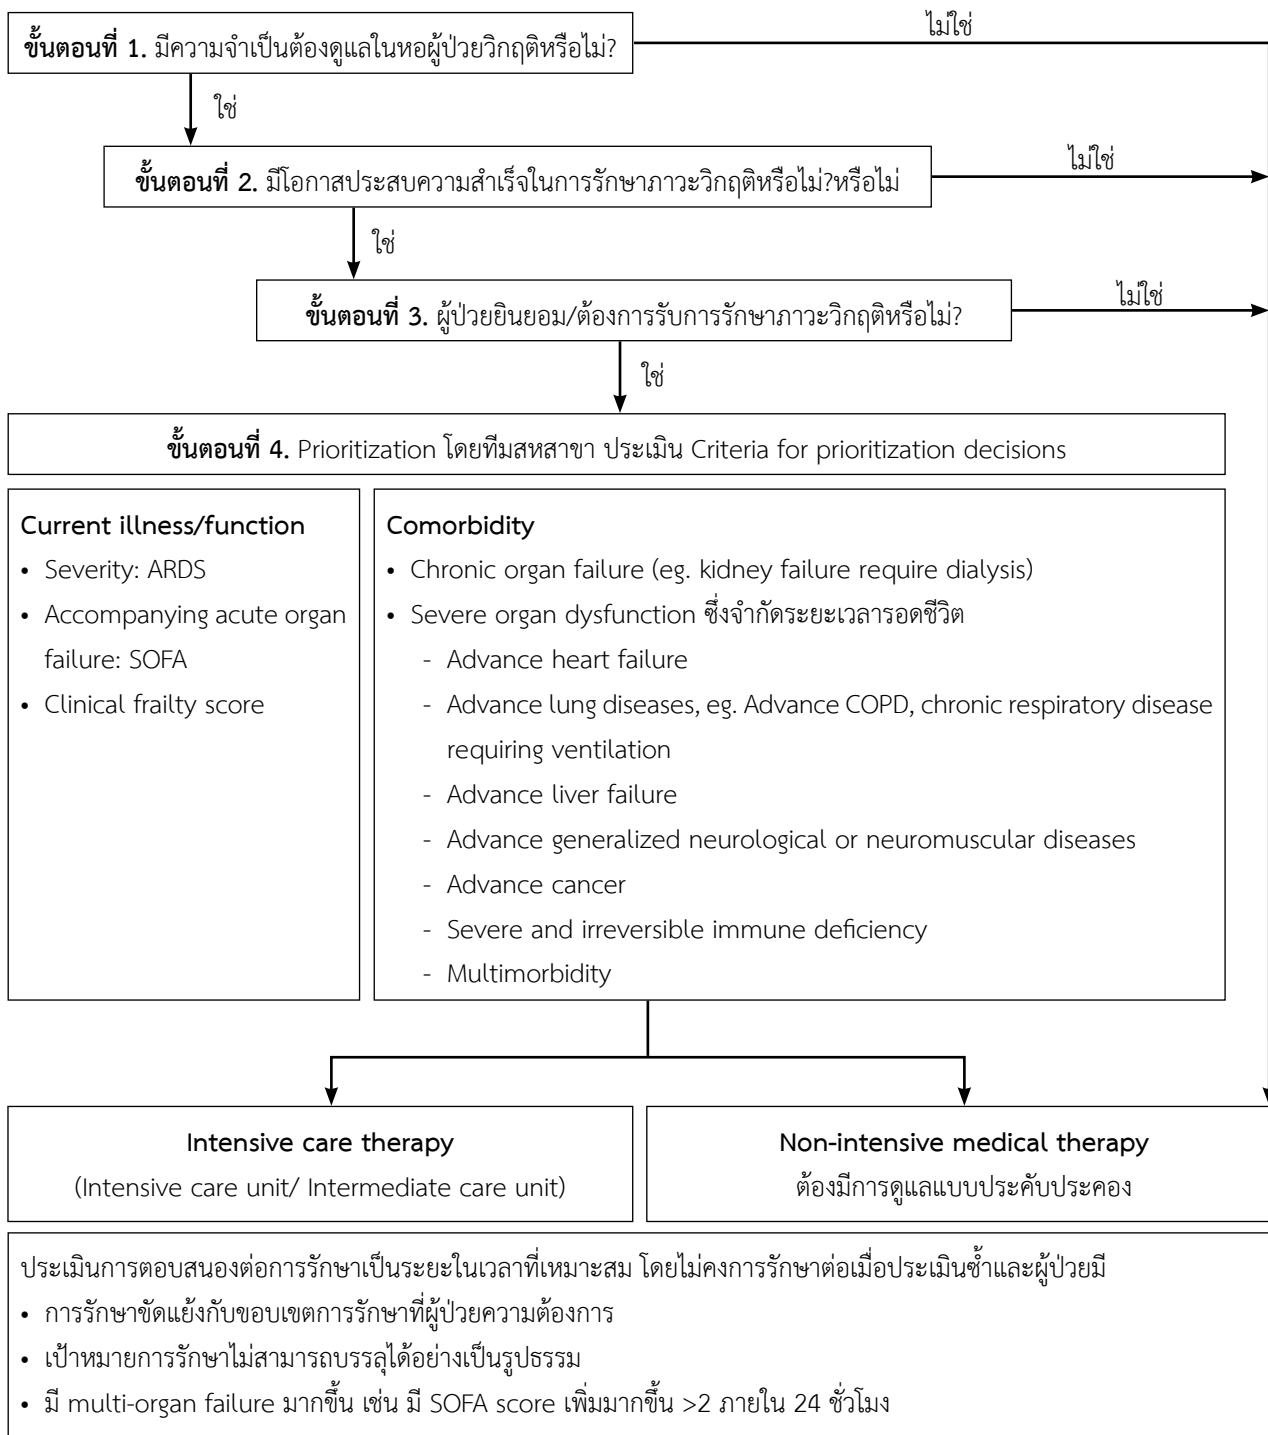 ขั้นตอนที่ 1. มีความจำเป็นต้องดูแลในหอผู้ป่วยวิกฤติหรือไม่?
ไม่ใช่
ใช่
ขั้นตอนที่ 2. มีโอกาสประสบความสำเร็จในการรักษาภาวะวิกฤติหรือไม่?หรือไม่
ไม่ใช่
ใช่
ขั้นตอนที่ 3. ผู้ป่วยยินยอม/ต้องการรับการรักษาภาวะวิกฤติหรือไม่?
ไม่ใช่
ใช่
ขั้นตอนที่ 4. Prioritization โดยทีมสหสาขา ประเมิน Criteria for prioritization decisions
Current illness/function
• Severity: ARDS
• Accompanying acute organ
failure: SOFA
• Clinical frailty score
Comorbidity
• Chronic organ failure (eg. kidney failure require dialysis)
• Severe organ dysfunction ซึ่งจำกัดระยะเวลารอดชีวิต
- Advance heart failure
- Advance lung diseases, eg. Advance COPD, chronic respiratory disease
requiring ventilation
- Advance liver failure
- Advance generalized neurological or neuromuscular diseases
- Advance cancer
- Severe and irreversible immune deficiency
- Multimorbidity
Intensive care therapy
(Intensive care unit/ Intermediate care unit)
Non-intensive medical therapy
ต้องมีการดูแลแบบประคับประคอง
ประเมินการตอบสนองต่อการรักษาเป็นระยะในเวลาที่เหมาะสม โดยไม่คงการรักษาต่อเมื่อประเมินซ้ำและผู้ป่วยมี
• การรักษาขัดแย้งกับขอบเขตการรักษาที่ผู้ป่วยความต้องการ
• เป้าหมายการรักษาไม่สามารถบรรลุได้อย่างเป็นรูปธรรม
• มี multi-organ failure มากขึ้น เช่น มี SOFA score เพิ่มมากขึ้น >2 ภายใน 24 ชั่วโมง